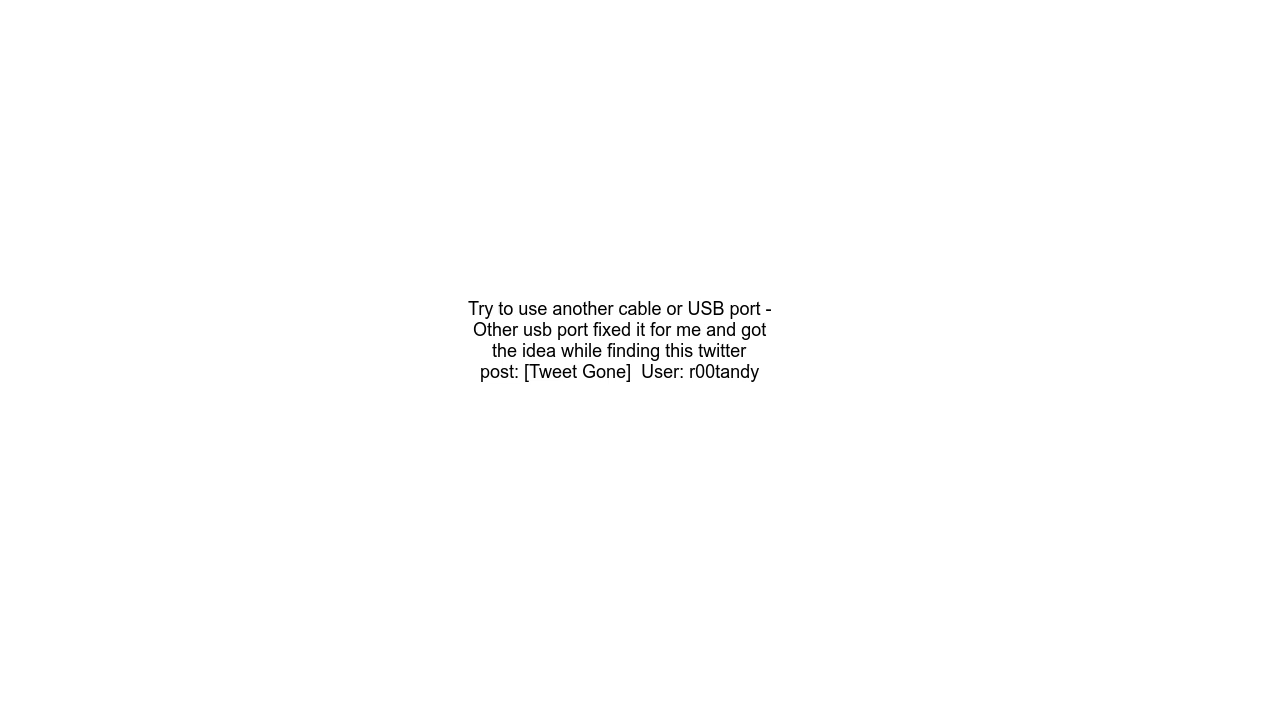 Try to use another cable or USB port -
Other usb port fixed it for me and got
the idea while finding this twitter
post: [Tweet Gone]  User: r00tandy